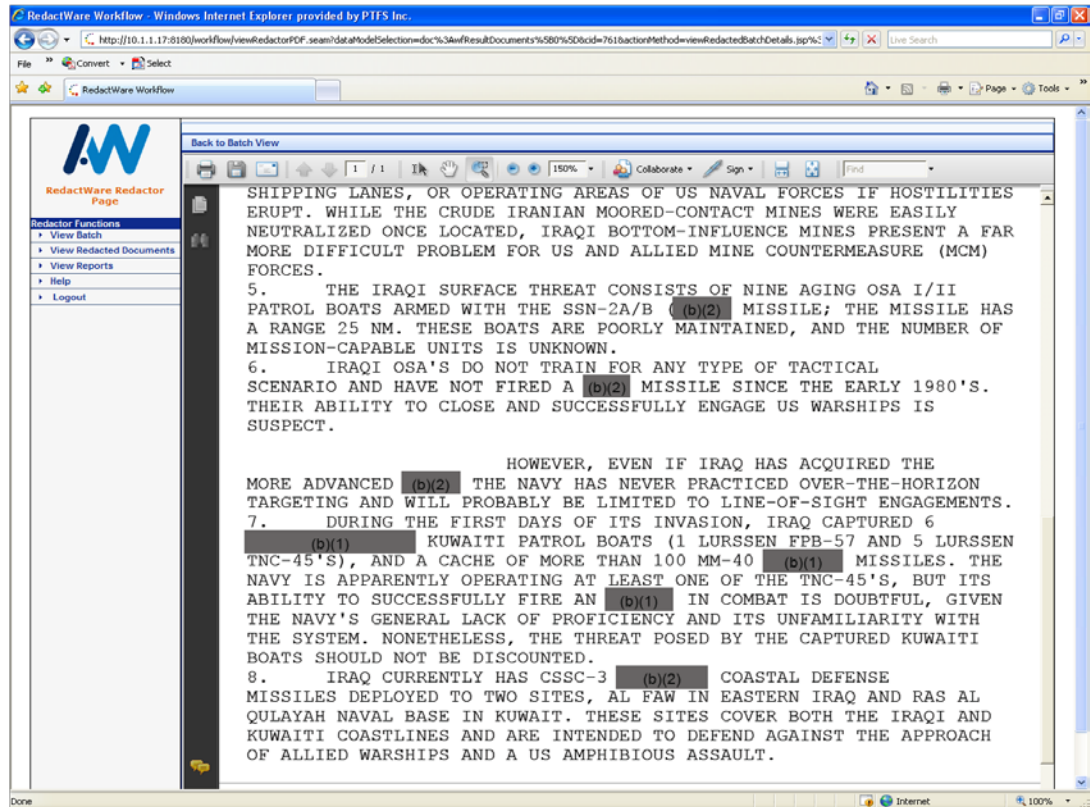 RedactWare Workflow - Windows Internet Explorer provided by PTFS Inc.
http://10.1.1.17:8180/workflow/viewRedactorPDF.seam?dataModelSelection=doc%3AwfResultDocuments%5B0%5D&cid=761&actionMethod=viewRedactedBatchDetails.jsp%3
Live Search
File » Convert Select
RedactWare Workflow
Page Tools »
Back to Batch View
1 / 1 150% Collaborate Sign Find
RedactWare Redactor
Page
Redactor Functions
View Batch
View Redacted Documents
View Reports
Help
Logout
SHIPPING LANES, OR OPERATING AREAS OF US NAVAL FORCES IF HOSTILITIES
ERUPT. WHILE THE CRUDE IRANIAN MOORED-CONTACT MINES WERE EASILY
NEUTRALIZED ONCE LOCATED, IRAQI BOTTOM-INFLUENCE MINES PRESENT A FAR
MORE DIFFICULT PROBLEM FOR US AND ALLIED MINE COUNTERMEASURE (MCM)
FORCES.
5. THE IRAQI SURFACE THREAT CONSISTS OF NINE AGING OSA I/II
PATROL BOATS ARMED WITH THE SSN-2A/B ( (b)(2) MISSILE; THE MISSILE HAS
A RANGE 25 NM. THESE BOATS ARE POORLY MAINTAINED, AND THE NUMBER OF
MISSION-CAPABLE UNITS IS UNKNOWN.
6. IRAQI OSA'S DO NOT TRAIN FOR ANY TYPE OF TACTICAL
SCENARIO AND HAVE NOT FIRED A (b)(2) MISSILE SINCE THE EARLY 1980'S.
THEIR ABILITY TO CLOSE AND SUCCESSFULLY ENGAGE US WARSHIPS IS
SUSPECT.
HOWEVER, EVEN IF IRAQ HAS ACQUIRED THE
MORE ADVANCED (b)(2) THE NAVY HAS NEVER PRACTICED OVER-THE-HORIZON
TARGETING AND WILL PROBABLY BE LIMITED TO LINE-OF-SIGHT ENGAGEMENTS.
7. DURING THE FIRST DAYS OF ITS INVASION, IRAQ CAPTURED 6
(b)(1) KUWAITI PATROL BOATS (1 LURSSEN FPB-57 AND 5 LURSSEN
TNC-45'S), AND A CACHE OF MORE THAN 100 MM-40 (b)(1) MISSILES. THE
NAVY IS APPARENTLY OPERATING AT LEAST ONE OF THE TNC-45'S, BUT ITS
ABILITY TO SUCCESSFULLY FIRE AN (b)(1) IN COMBAT IS DOUBTFUL, GIVEN
THE NAVY'S GENERAL LACK OF PROFICIENCY AND ITS UNFAMILIARITY WITH
THE SYSTEM. NONETHELESS, THE THREAT POSED BY THE CAPTURED KUWAITI
BOATS SHOULD NOT BE DISCOUNTED.
8. IRAQ CURRENTLY HAS CSSC-3 (b)(2) COASTAL DEFENSE
MISSILES DEPLOYED TO TWO SITES, AL FAW IN EASTERN IRAQ AND RAS AL
QULAYAH NAVAL BASE IN KUWAIT. THESE SITES COVER BOTH THE IRAQI AND
KUWAITI COASTLINES AND ARE INTENDED TO DEFEND AGAINST THE APPROACH
OF ALLIED WARSHIPS AND A US AMPHIBIOUS ASSAULT.
Done Internet 100%